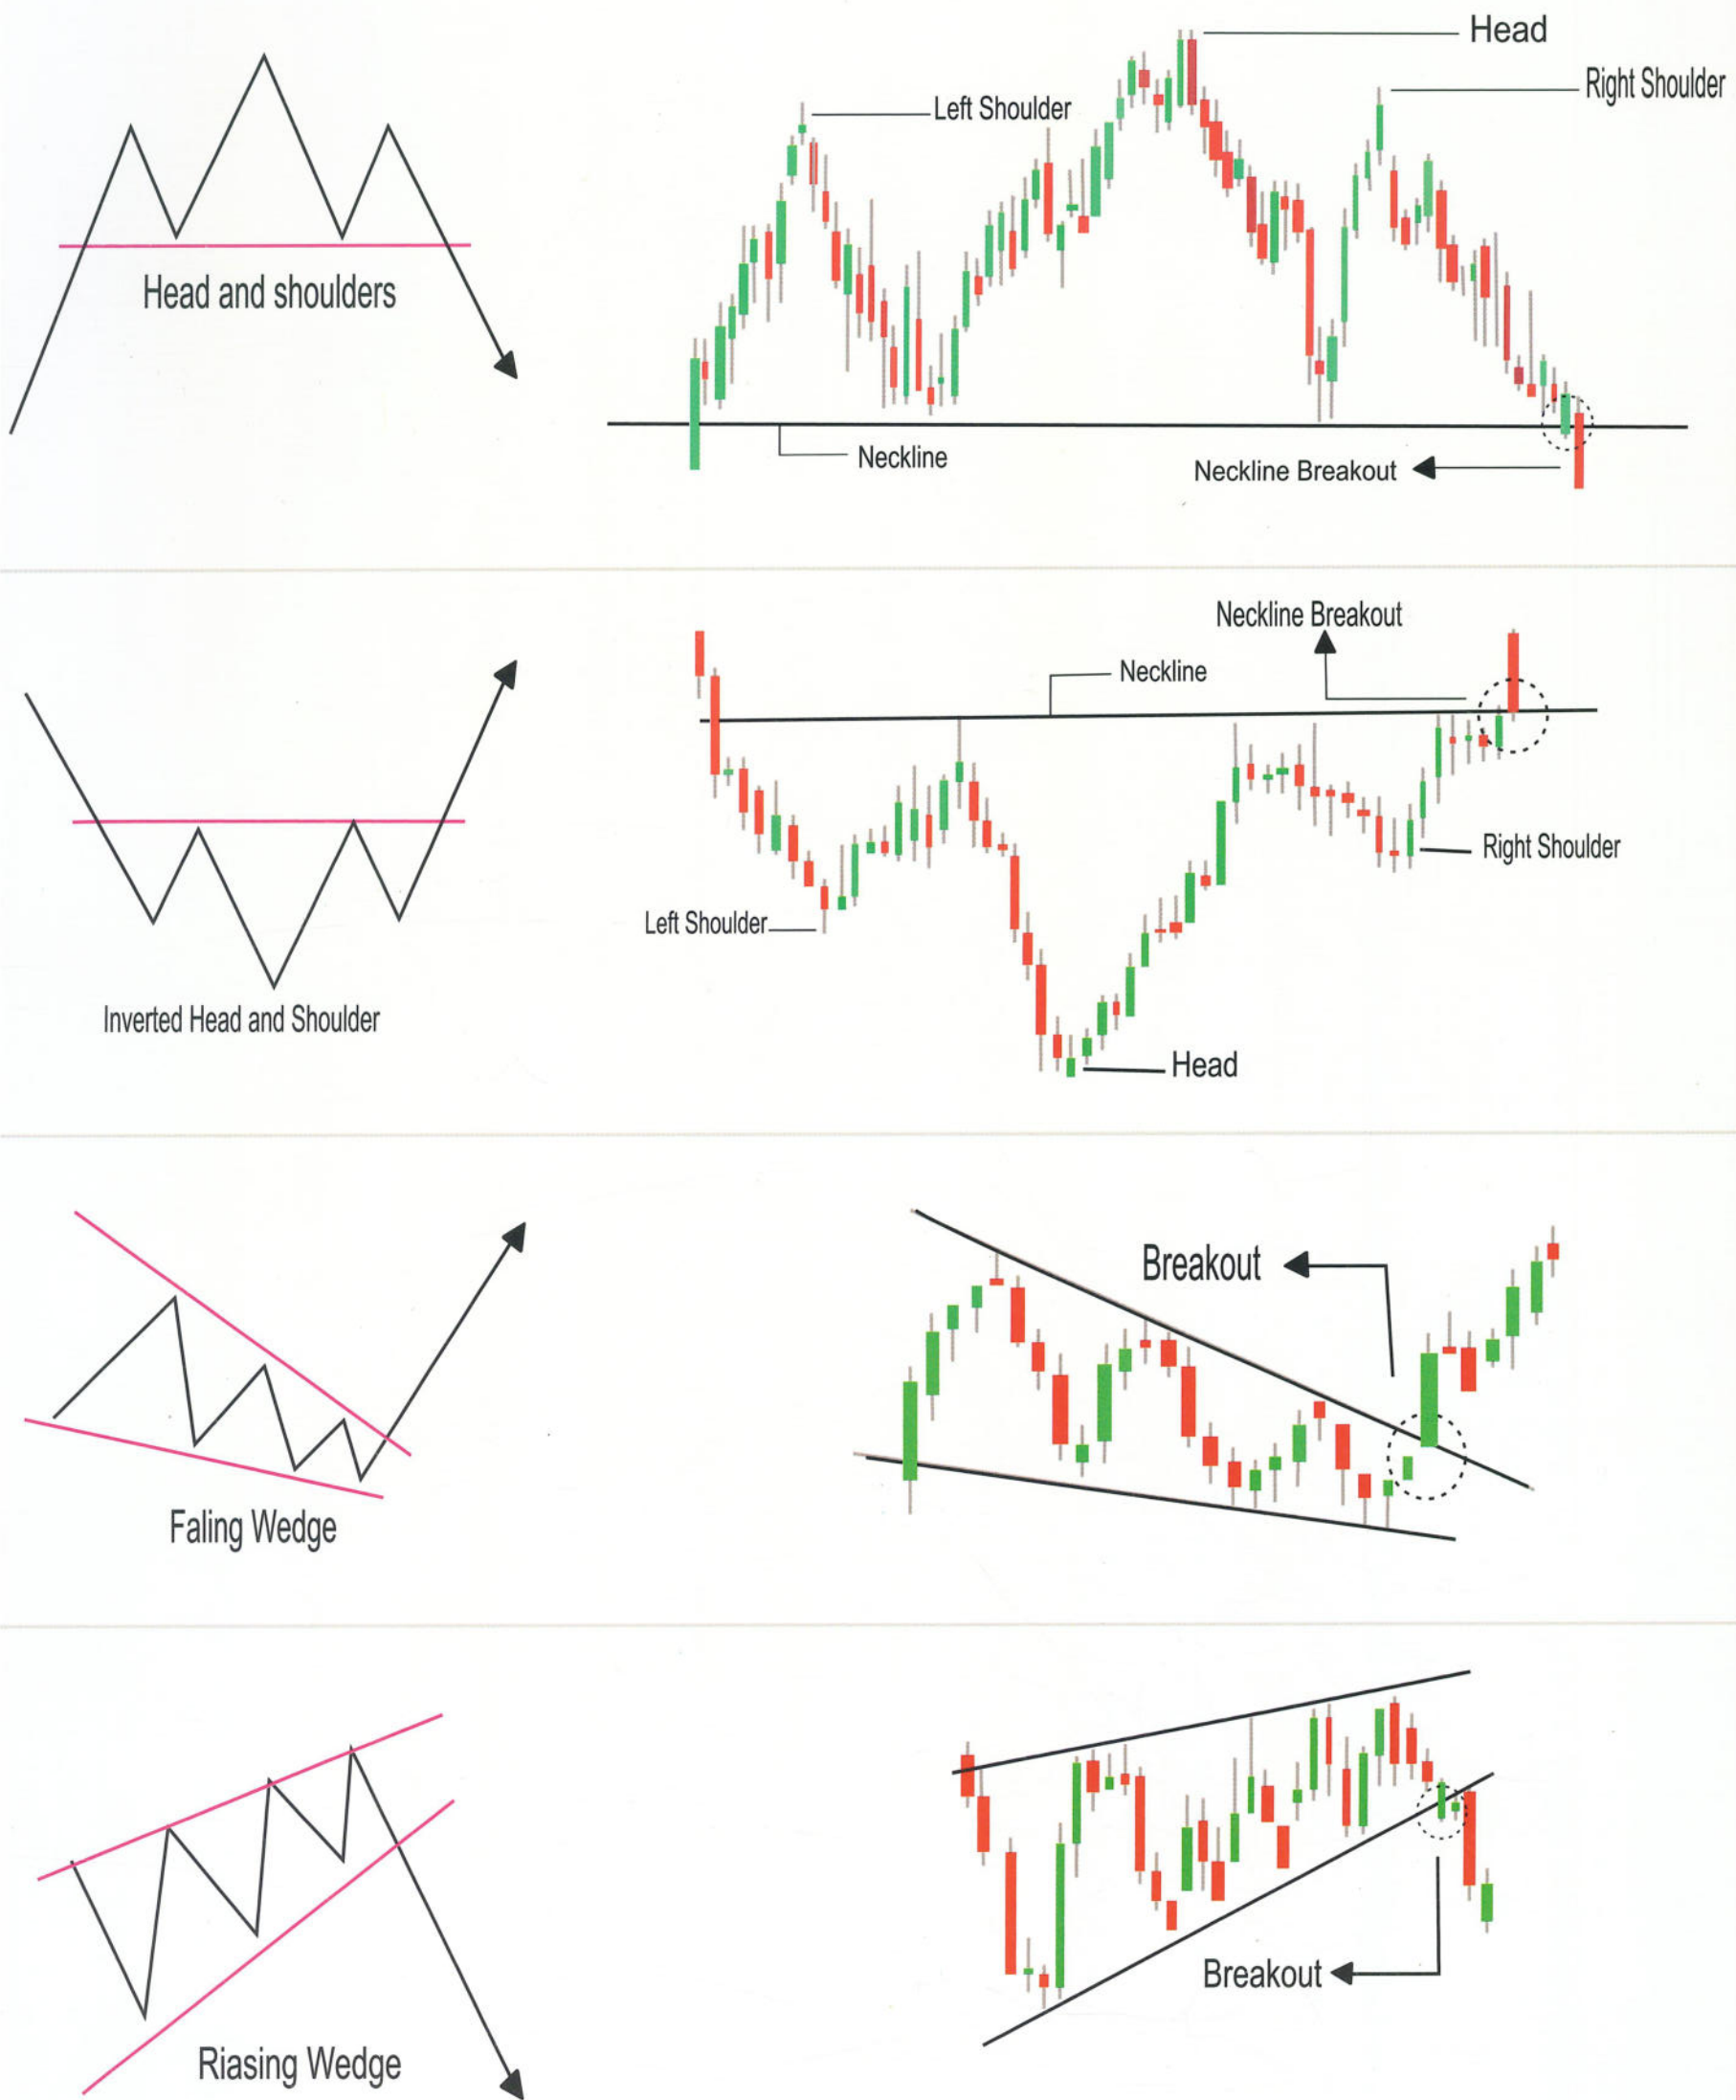 Head
Right Shoulder
Left Shoulder
Head and shoulders
Neckline
Neckline Breakout
Neckline Breakout
Neckline
Right Shoulder
Left Shoulder
Inverted Head and Shoulder
Head
Breakout
Faling Wedge
Breakout
Riasing Wedge